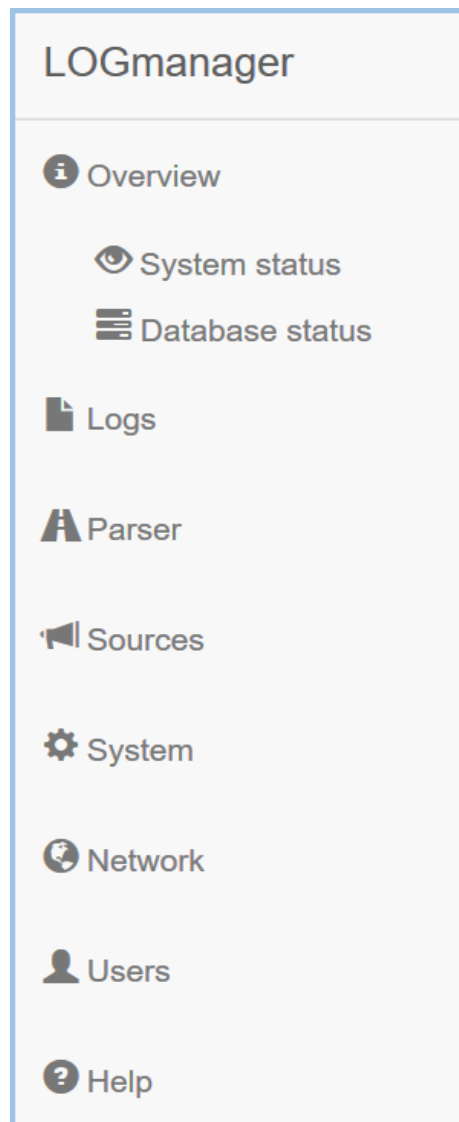 LOGmanager
Overview
System status
Database status
Logs
Parser
Sources
System
Network
Users
Help